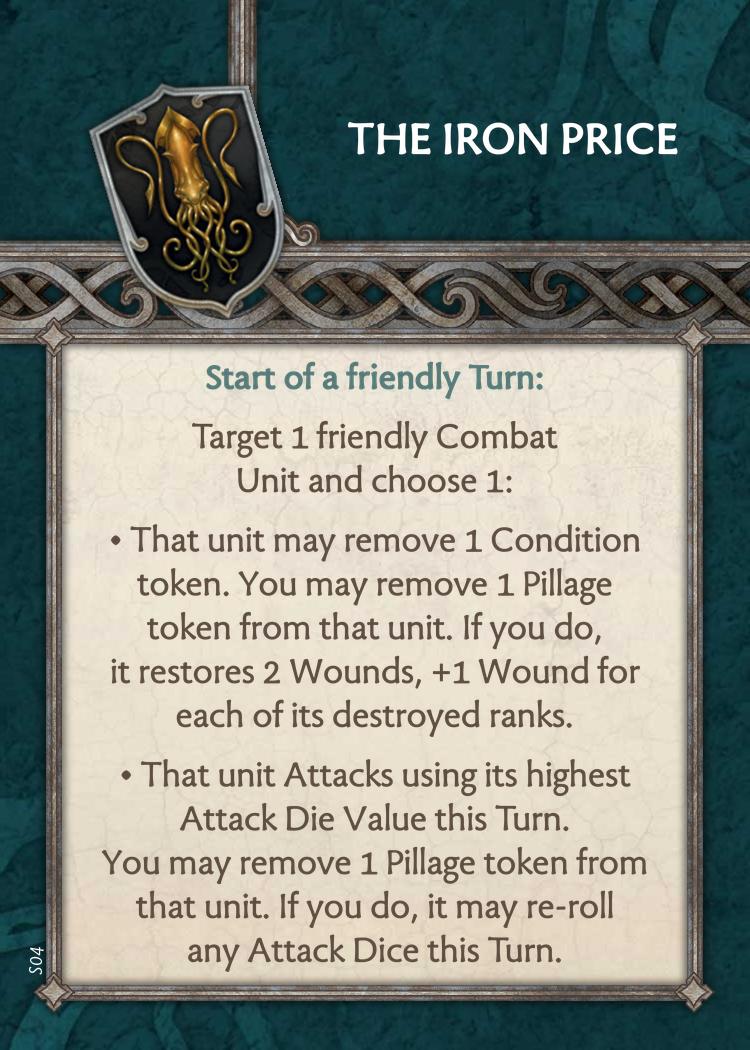 THE IRON PRICE
Start of a friendly Turn:
Target 1 friendly Combat
Unit and choose 1:
• That unit may remove 1 Condition
token. You may remove 1 Pillage
token from that unit. If you do,
it restores 2 Wounds, +1 Wound for
each of its destroyed ranks.
• That unit Attacks using its highest
Attack Die Value this Turn.
You may remove 1 Pillage token from
that unit. If you do, it may re-roll
any Attack Dice this Turn.
S04